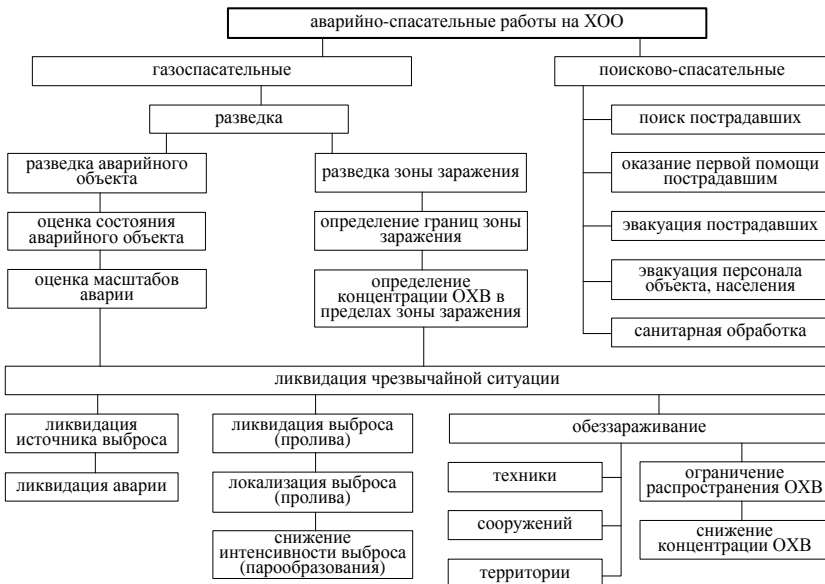 аварийно-спасательные работы на ХОО
газоспасательные
поисково-спасательные
разведка
поиск пострадавших
разведка аварийного
объекта
разведка зоны заражения
оказание первой помощи
пострадавшим
оценка состояния
аварийного объекта
определение границ зоны
заражения
эвакуация пострадавших
оценка масштабов
аварии
определение
концентрации ОХВ в
пределах зоны заражения
эвакуация персонала
объекта, населения
санитарная обработка
ликвидация чрезвычайной ситуации
ликвидация
источника выброса
ликвидация выброса
(пролива)
обеззараживание
ликвидация аварии
локализация выброса
(пролива)
техники
ограничение
распространения ОХВ
снижение
интенсивности выброса
(парообразования)
сооружений
снижение
концентрации ОХВ
территории